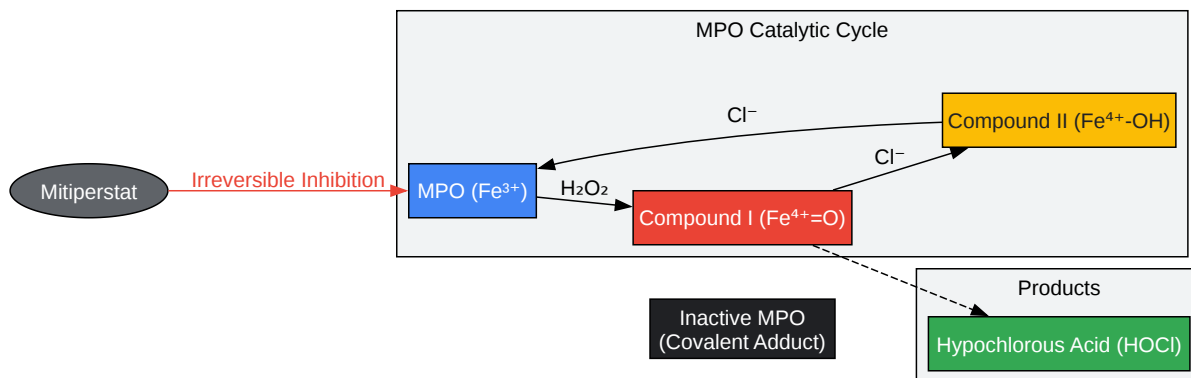 MPO Catalytic Cycle
Cl⁻
Compound II (Fe⁴⁺-OH)
Cl⁻
Mitiperstat
Irreversible Inhibition
MPO (Fe³⁺)
H₂O₂
Compound I (Fe⁴⁺=O)
Products
Inactive MPO
(Covalent Adduct)
Hypochlorous Acid (HOCl)